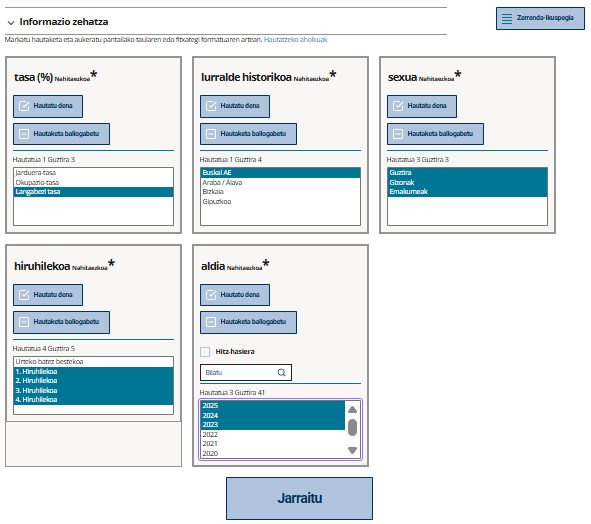 Informazio zehatza
Zerrenda-ikuspegia
Markatu hautaketa eta aukeratu pantailako taularen edo fitxategi formatuaren artean. Hautatzeko aholkuak
tasa (%) Nahitaezkoa*
Hautatu dena
Hautaketa baliogabetu
Hautatua 1 Guztira 3
Jarduera-tasa
Okupazio-tasa
Langabezi tasa
lurralde historikoa Nahitaezkoa*
Hautatu dena
Hautaketa baliogabetu
Hautatua 1 Guztira 4
Euskal AE
Araba / Álava
Bizkaia
Gipuzkoa
sexua Nahitaezkoa*
Hautatu dena
Hautaketa baliogabetu
Hautatua 3 Guztira 3
Guztira
Gizonak
Emakumeak
hiruhilekoa Nahitaezkoa*
Hautatu dena
Hautaketa baliogabetu
Hautatua 4 Guztira 5
Urteko batez bestekoa
1. Hiruhilekoa
2. Hiruhilekoa
3. Hiruhilekoa
4. Hiruhilekoa
aldia Nahitaezkoa*
Hautatu dena
Hautaketa baliogabetu
Hitz-hasiera
Bilatu
Hautatua 3 Guztira 41
2025
2024
2023
2022
2021
2020
Jarraitu